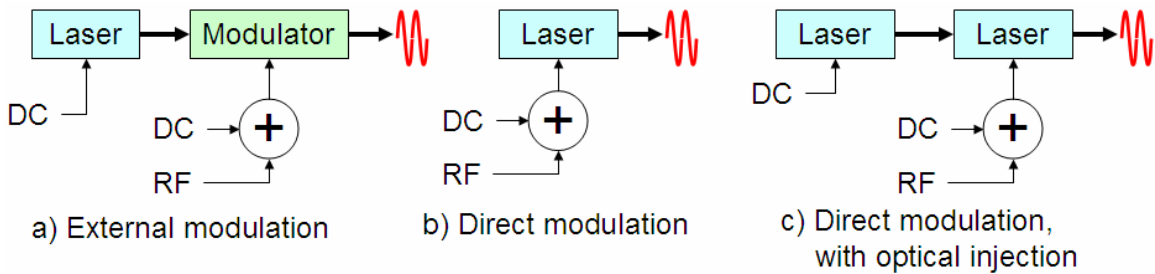 Laser
Modulator
DC
DC
+
RF
a) External modulation
Laser
DC
+
RF
b) Direct modulation
Laser
Laser
DC
DC
+
RF
c) Direct modulation,
with optical injection